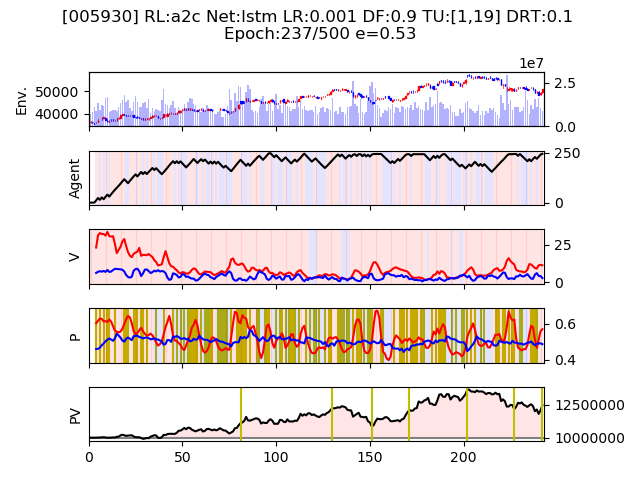 [005930] RL:a2c Net:lstm LR:0.001 DF:0.9 TU:[1,19] DRT:0.1
Epoch:237/500 e=0.53
1e7
Env.
50000
40000
2.5
0.0
Agent
250
0
V
25
0
P
0.6
0.4
PV
12500000
10000000
0 50 100 150 200